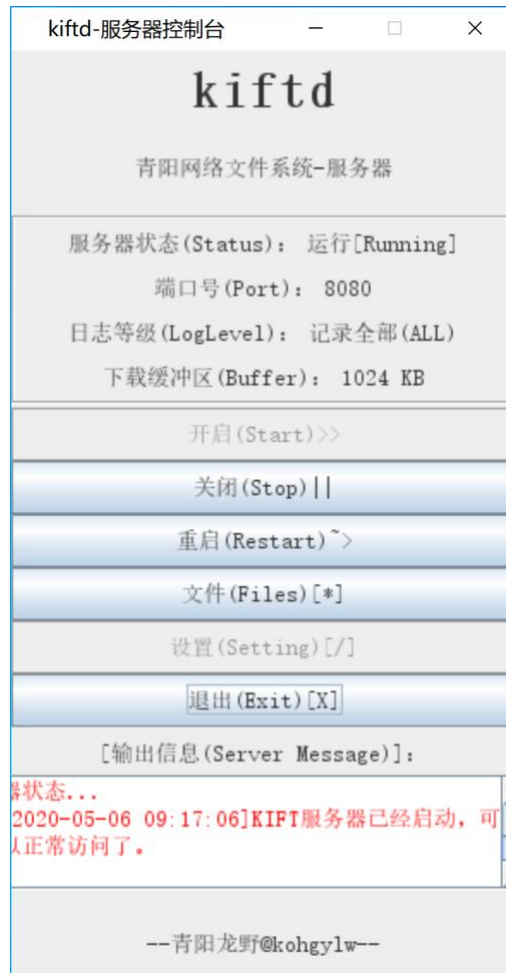 kiftd-服务器控制台
kiftd
青阳网络文件系统-服务器
服务器状态(Status): 运行[Running]
端口号(Port): 8080
日志等级(LogLevel): 记录全部(ALL)
下载缓冲区(Buffer): 1024 KB
开启(Start)>>
关闭(Stop)||
重启(Restart)~>
文件(Files)[*]
设置(Setting)[/]
退出(Exit)[X]
[输出信息(Server Message)]:
器状态...
2020-05-06 09:17:06]KIFT服务器已经启动，可
以正常访问了。
--青阳龙野@kohgylw--